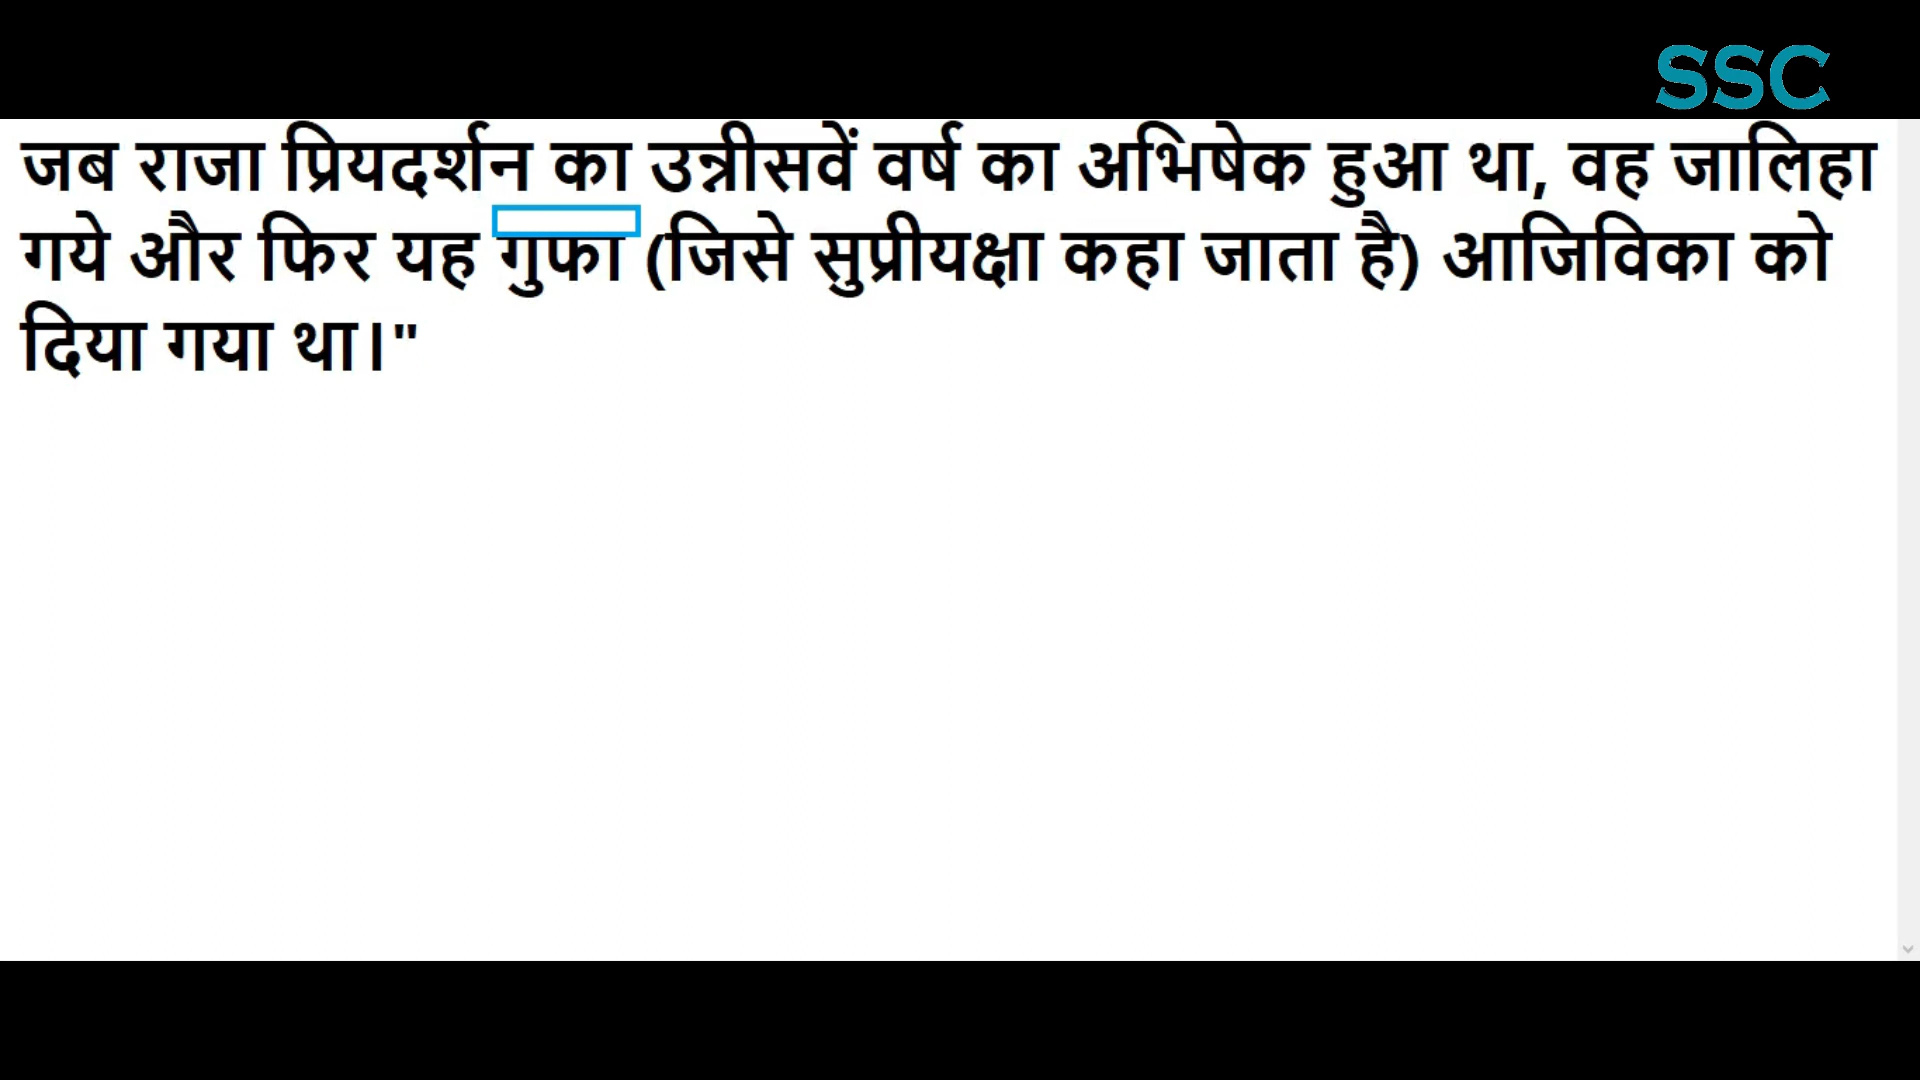 SSC
जब राजा प्रियदर्शन का उन्नीसवें वर्ष का अभिषेक हुआ था, वह जालिहा
गये और फिर यह गुफा (जिसे सुप्रीयक्षा कहा जाता है) आजिविका को
दिया गया था।"